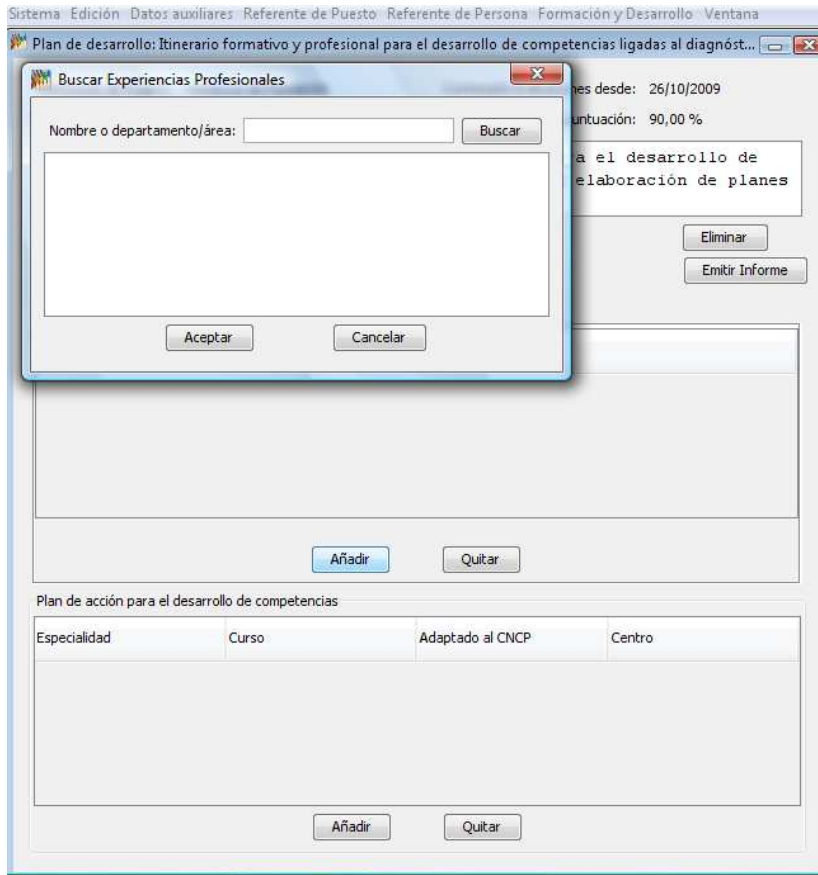 Sistema Edición Datos auxiliares Referente de Puesto Referente de Persona Formación y Desarrollo Ventana
Plan de desarrollo: Itinerario formativo y profesional para el desarrollo de competencias ligadas al diagnóst...
Buscar Experiencias Profesionales
nes desde: 26/10/2009
Nombre o departamento/área: Buscar
untuación: 90,00 %
a el desarrollo de
elaboración de planes
Eliminar
Emitir Informe
Aceptar Cancelar
Añadir Quitar
Plan de acción para el desarrollo de competencias
Especialidad Curso Adaptado al CNCP Centro
Añadir Quitar